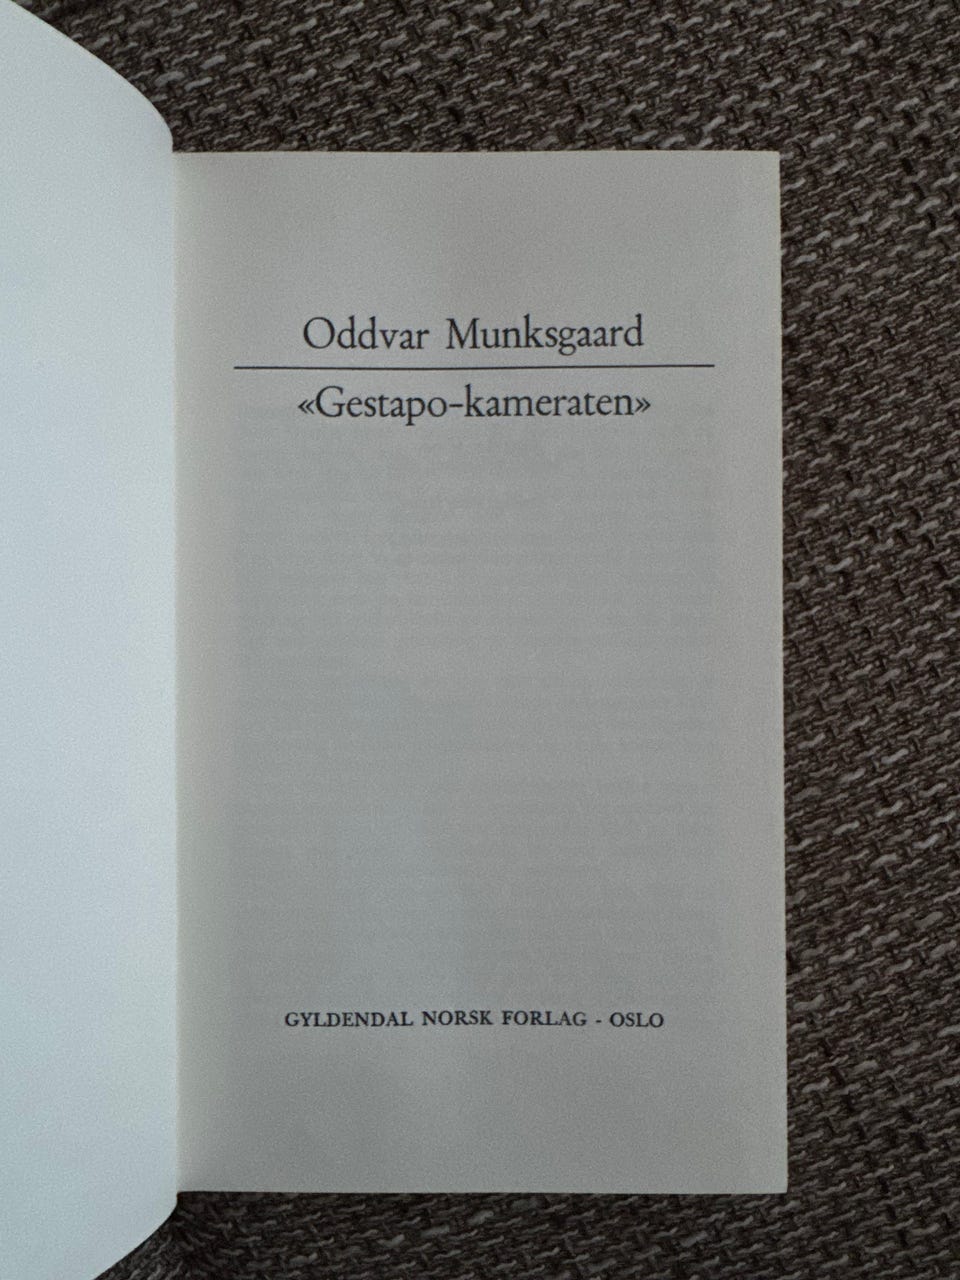 Oddvar Munksgaard
«Gestapo-kameraten»
GYLDENDAL NORSK FORLAG - OSLO